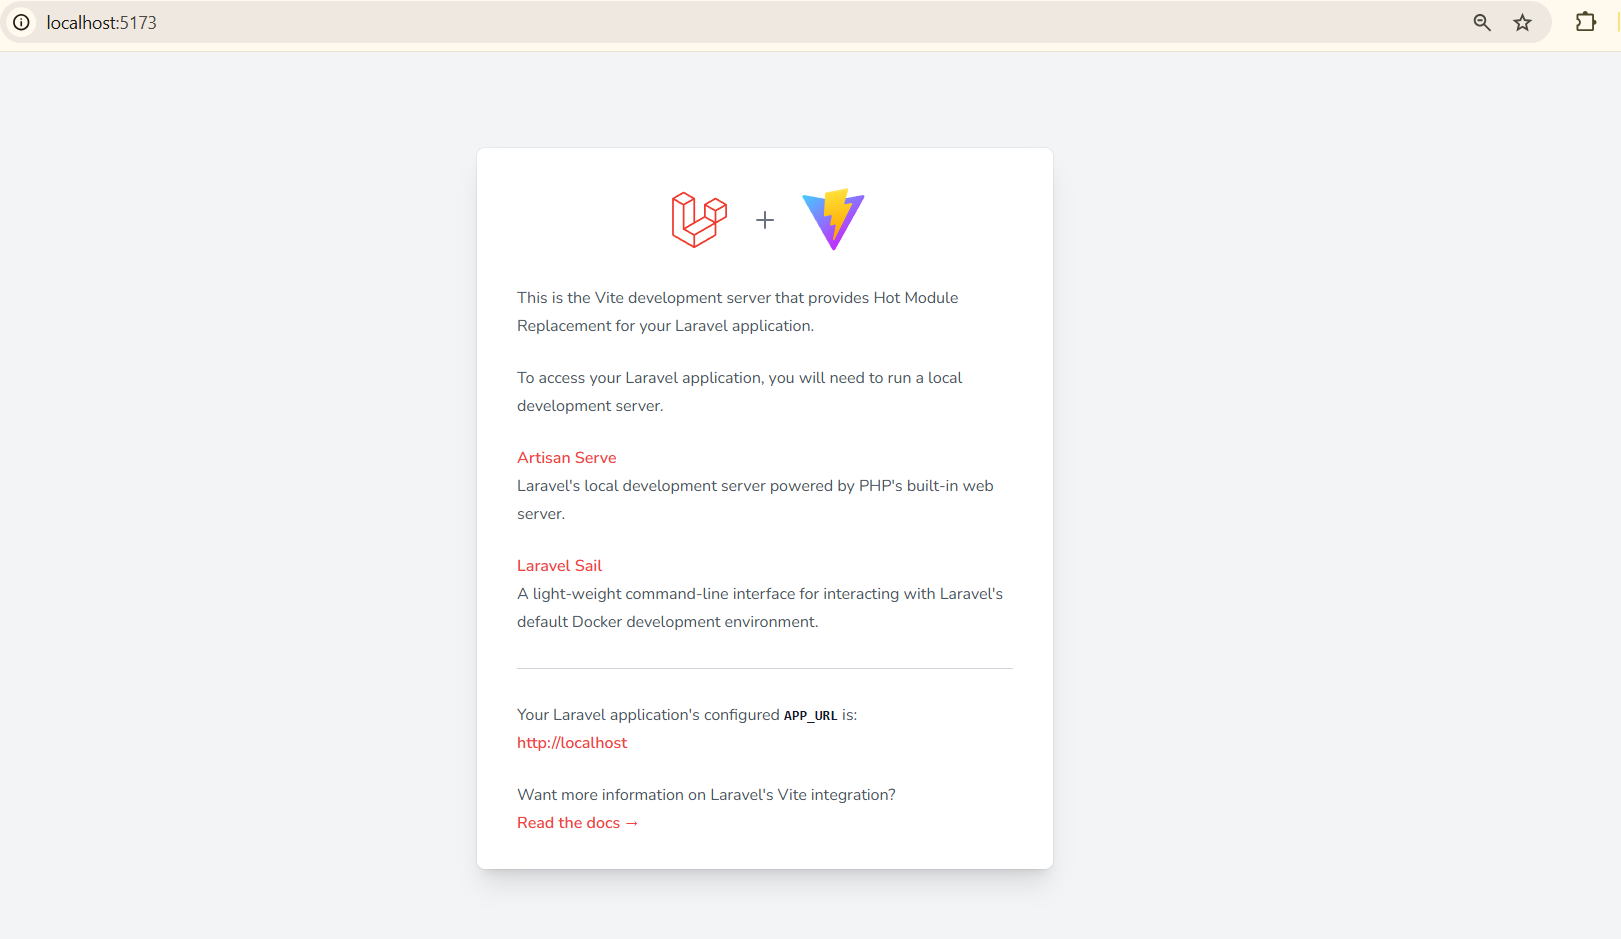 localhost:5173
This is the Vite development server that provides Hot Module
Replacement for your Laravel application.
To access your Laravel application, you will need to run a local
development server.
Artisan Serve
Laravel's local development server powered by PHP's built-in web
server.
Laravel Sail
A light-weight command-line interface for interacting with Laravel's
default Docker development environment.
Your Laravel application's configured APP_URL is:
http://localhost
Want more information on Laravel's Vite integration?
Read the docs →